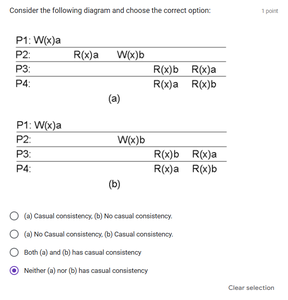 Consider the following diagram and choose the correct option:
1 point
P1: W(x)a
P2: R(x)a W(x)b
P3: R(x)b R(x)a
P4: R(x)a R(x)b
(a)
P1: W(x)a
P2: W(x)b
P3: R(x)b R(x)a
P4: R(x)a R(x)b
(b)
(a) Casual consistency, (b) No casual consistency.
(a) No Casual consistency, (b) Casual consistency.
Both (a) and (b) has casual consistency
Neither (a) nor (b) has casual consistency
Clear selection